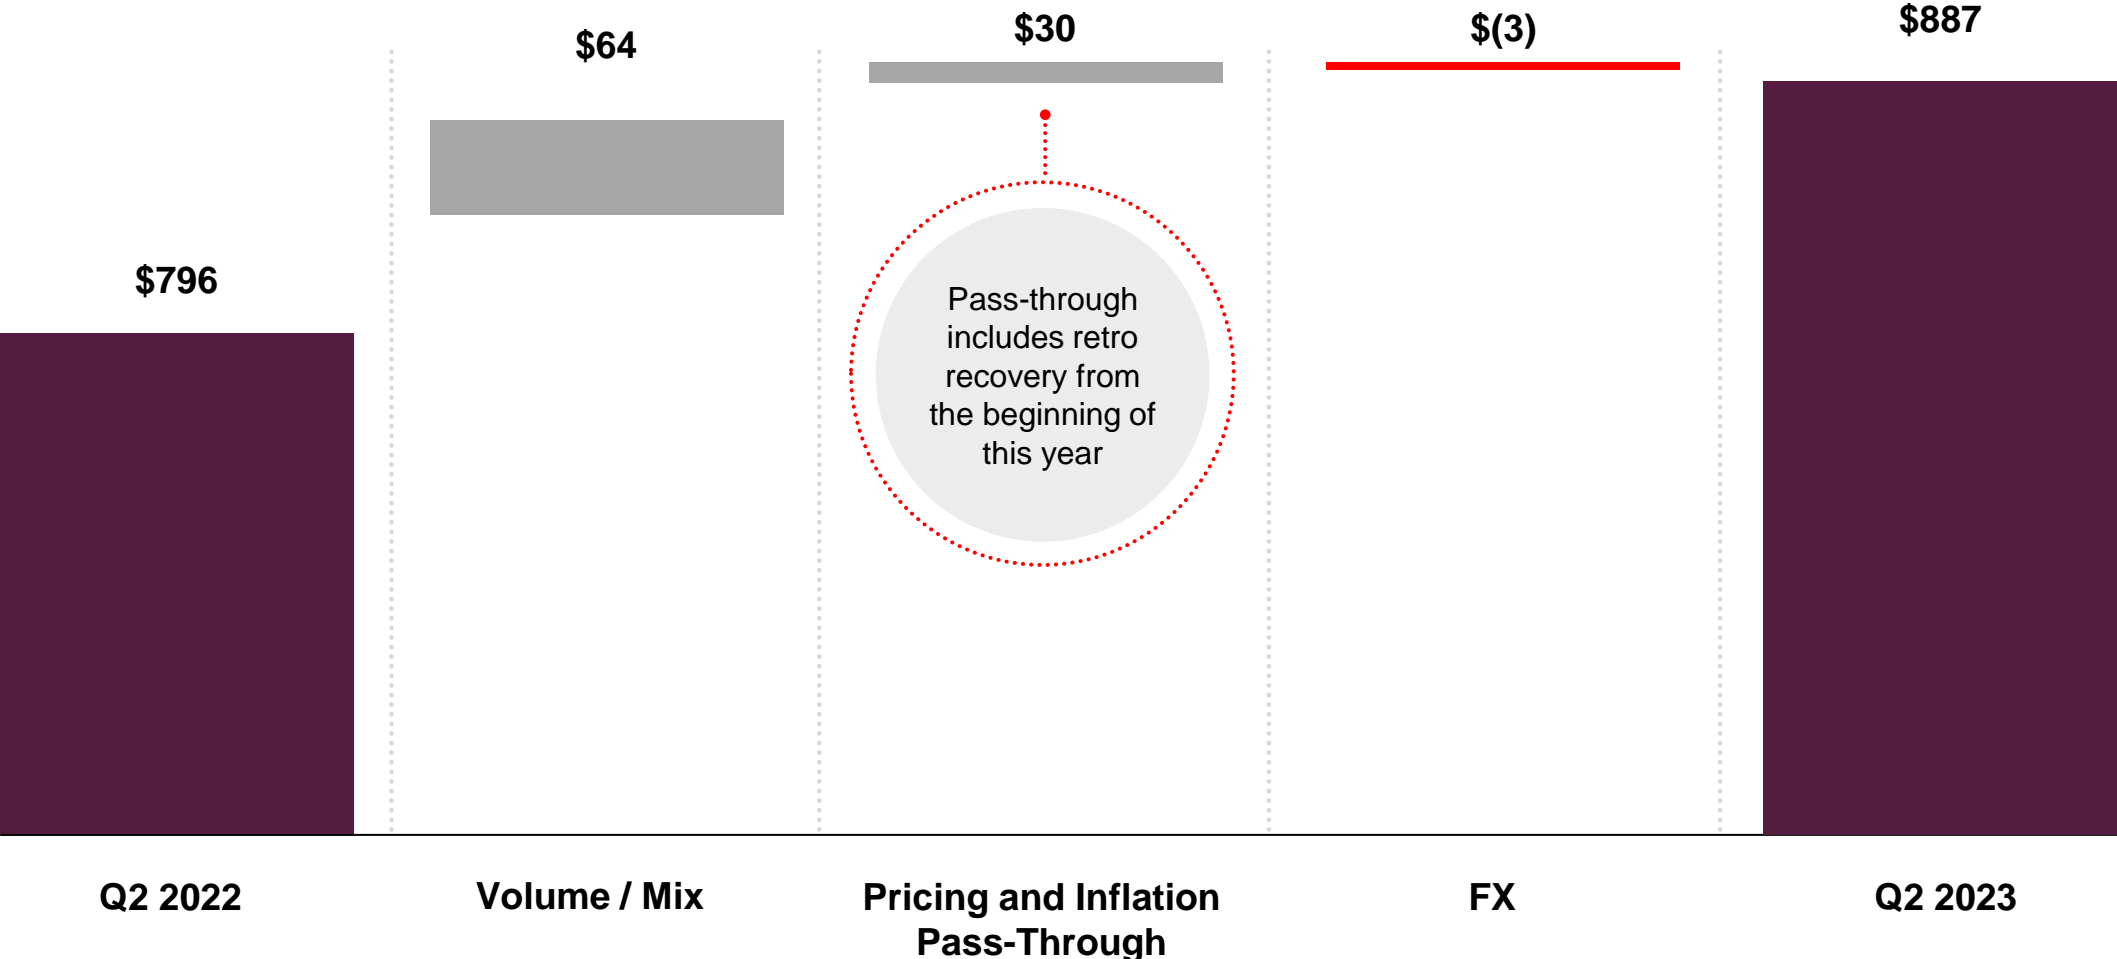 $796
$64
$30
$(3)
$887
Pass-through
includes retro
recovery from
the beginning of
this year
Q2 2022
Volume / Mix
Pricing and Inflation
Pass-Through
FX
Q2 2023